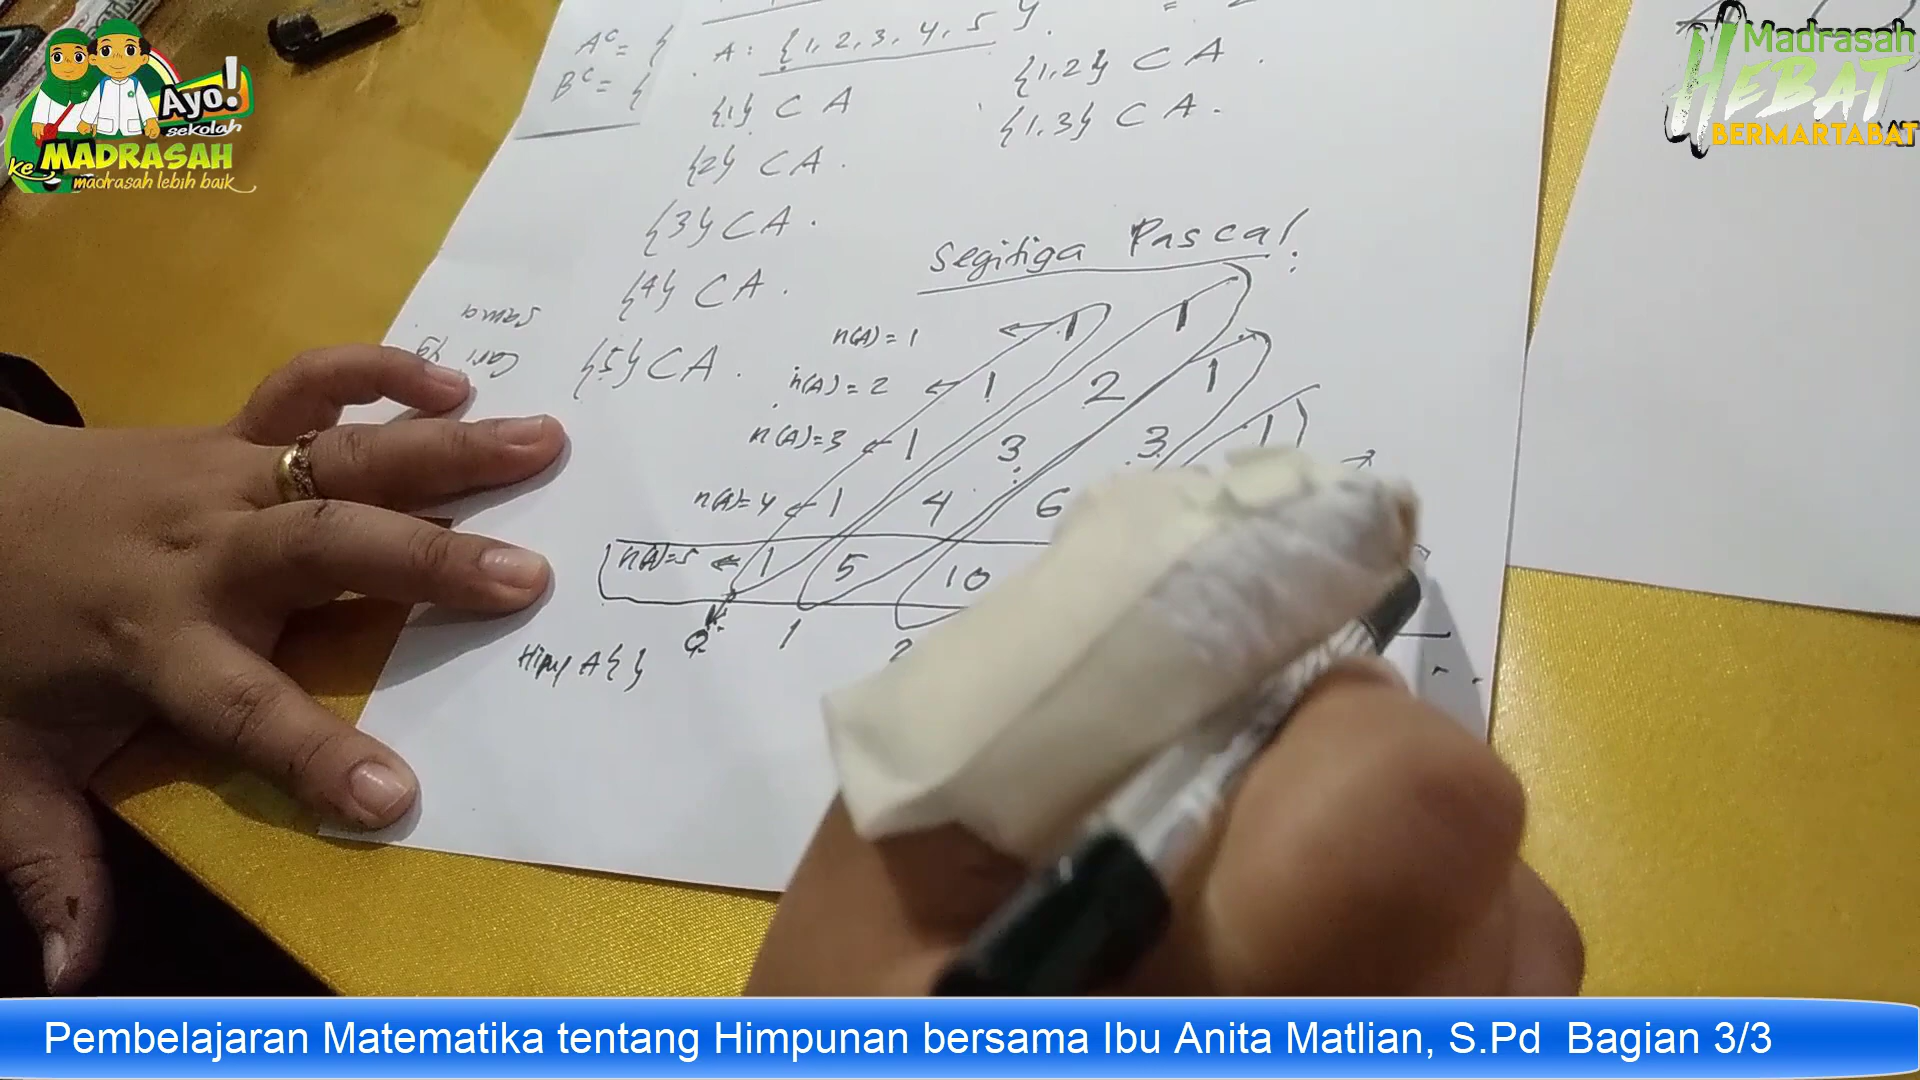 Ayo!
sekolah
ke MADRASAH
madrasah lebih baik
Madrasah
HEBAT
BERMARTABAT
A^c = {
B^c = {
A : {1, 2, 3, 4, 5}.
{1} ⊂ A
{2} ⊂ A.
{3} ⊂ A.
{4} ⊂ A.
{5} ⊂ A.
{1,2} ⊂ A.
{1.3} ⊂ A.
Cari yg
sama
Segitiga Pascal:
n(A) = 1 1 1
n(A) = 2 1 2 1
n(A) = 3 1 3 3 1
n(A) = 4 1 4 6
n(A) = 5 1 5 10
1 2
A { }
Pembelajaran Matematika tentang Himpunan bersama Ibu Anita Matlian, S.Pd Bagian 3/3